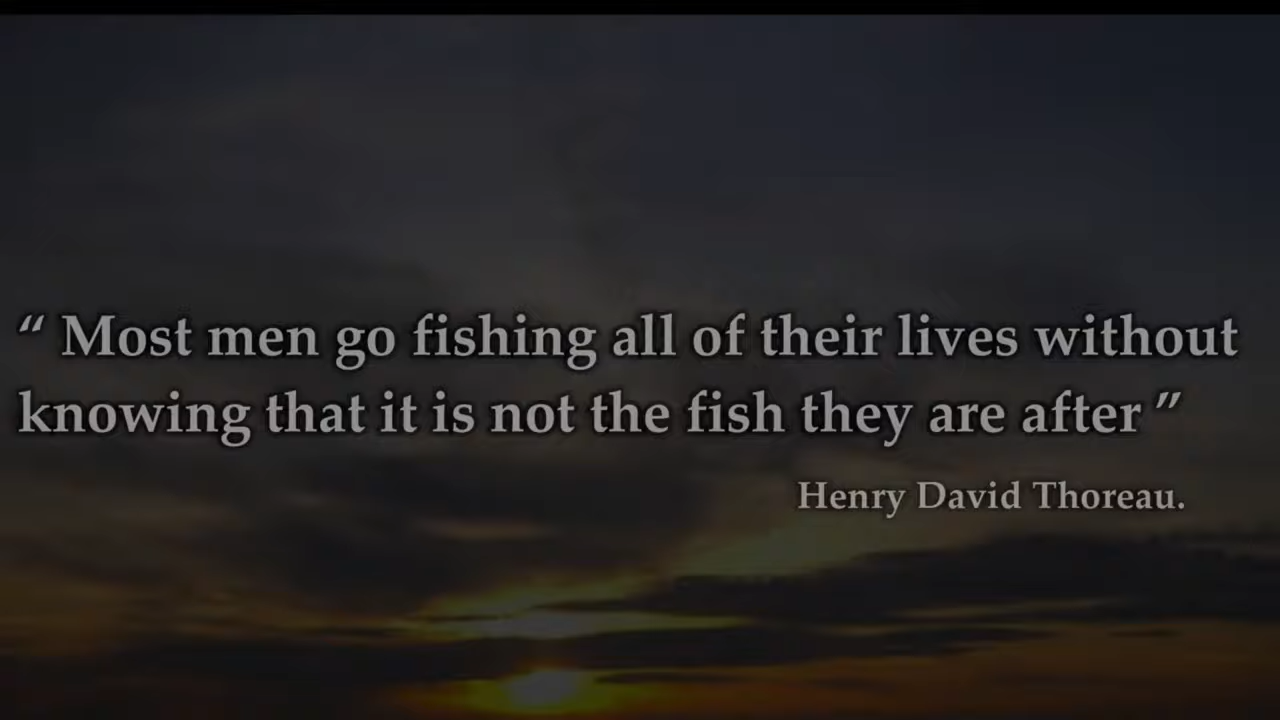 “ Most men go fishing all of their lives without
knowing that it is not the fish they are after ”
Henry David Thoreau.